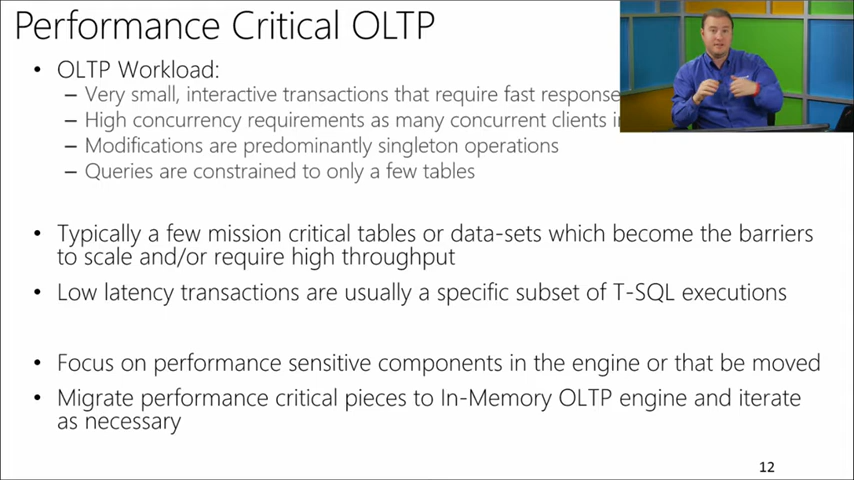 Performance Critical OLTP
• OLTP Workload:
– Very small, interactive transactions that require fast response
– High concurrency requirements as many concurrent clients
– Modifications are predominantly singleton operations
– Queries are constrained to only a few tables
• Typically a few mission critical tables or data-sets which become the barriers
to scale and/or require high throughput
• Low latency transactions are usually a specific subset of T-SQL executions
• Focus on performance sensitive components in the engine or that be moved
• Migrate performance critical pieces to In-Memory OLTP engine and iterate
as necessary
12